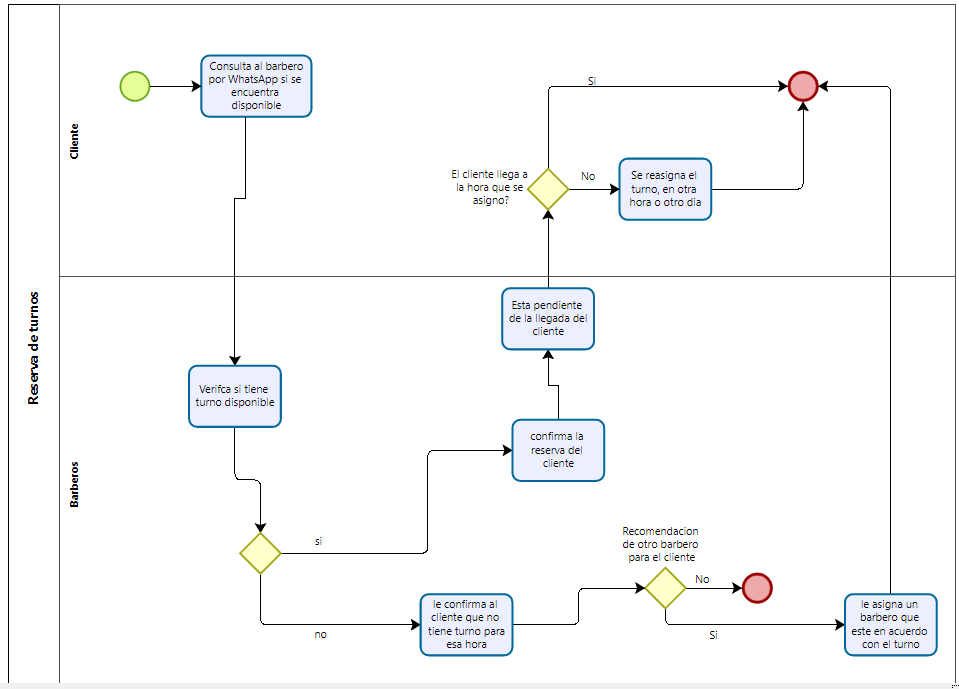 Reserva de turnos
Cliente
Consulta al barbero
por WhatsApp si se
encuentra
disponible
Si
El cliente llega a
la hora que se
asigno?
No
Se reasigna el
turno, en otra
hora o otro dia
Barberos
Esta pendiente
de la llegada del
cliente
Verifca si tiene
turno disponible
confirma la
reserva del
cliente
si
Recomendacion
de otro barbero
para el cliente
No
le confirma al
cliente que no
tiene turno para
esa hora
no
Si
le asigna un
barbero que
este en acuerdo
con el turno